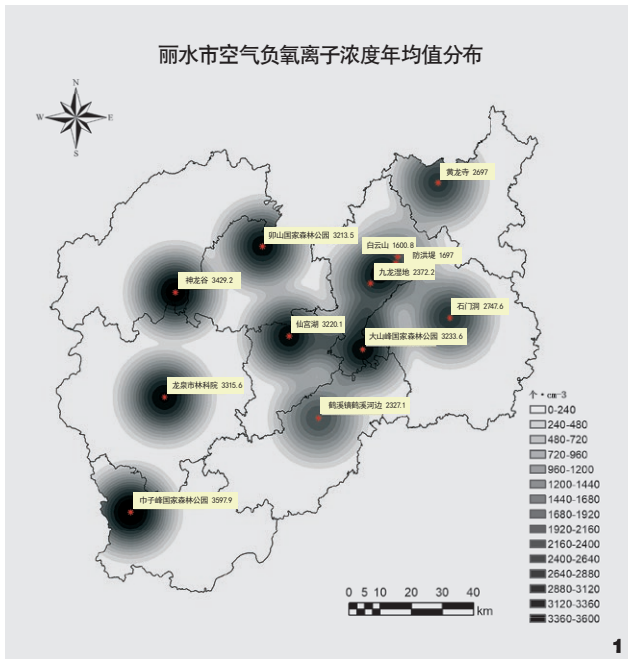 丽水市空气负氧离子浓度年均值分布
N
W
E
S
黄龙寺 2697
卯山国家森林公园 3213.5
白云山 1600.8
防洪堤 1697
九龙湿地 2372.2
神龙谷 3429.2
石门洞 2747.6
仙宫湖 3220.1
大山峰国家森林公园 3233.6
龙泉市林科院 3315.6
鹤溪镇鹤溪河边 2327.1
巾子峰国家森林公园 3597.9
个·cm-3
0-240
240-480
480-720
720-960
960-1200
1200-1440
1440-1680
1680-1920
1920-2160
2160-2400
2400-2640
2640-2880
2880-3120
3120-3360
3360-3600
0 5 10 20 30 40
km
1